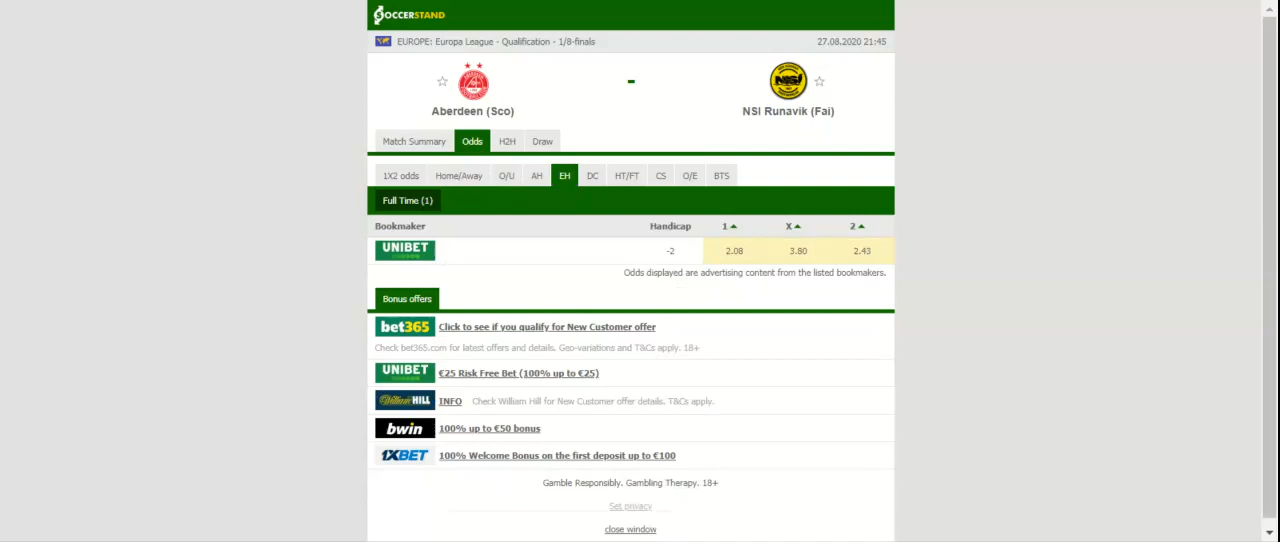 SOCCERSTAND
EUROPE: Europa League - Qualification - 1/8-finals 27.08.2020 21:45
-
Aberdeen (Sco) NSI Runavik (Fai)
Match Summary Odds H2H Draw
1X2 odds Home/Away O/U AH EH DC HT/FT CS O/E BTS
Full Time (1)
Bookmaker Handicap 1 X 2
UNIBET -2 2.08 3.80 2.43
Odds displayed are advertising content from the listed bookmakers.
Bonus offers
bet365 Click to see if you qualify for New Customer offer
Check bet365.com for latest offers and details. Geo-variations and T&Cs apply. 18+
UNIBET €25 Risk Free Bet (100% up to €25)
William HILL INFO Check William Hill for New Customer offer details. T&Cs apply.
bwin 100% up to €50 bonus
1XBET 100% Welcome Bonus on the first deposit up to €100
Gamble Responsibly. Gambling Therapy. 18+
Set privacy
close window